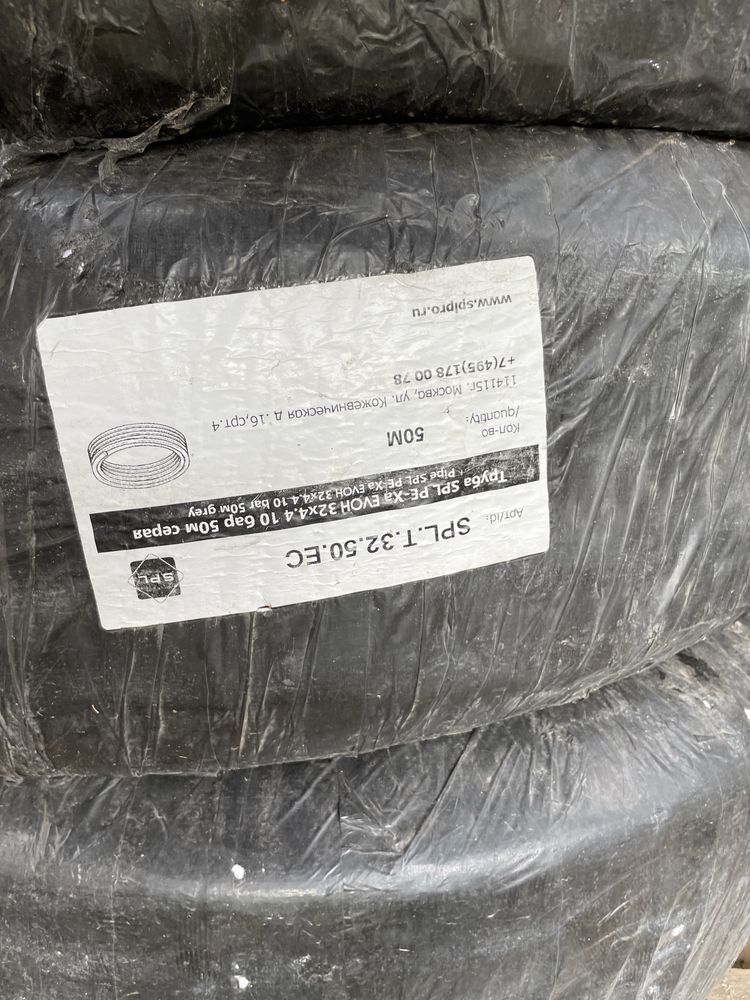 SPL
Арт/id:
SPL.T.32.50.EC
Труба SPL PE-Xa EVOH 32x4.4 10 бар 50м серая
Pipe SPL PE-Xa EVOH 32x4.4 10 bar 50m grey
Кол-во
/quantity:
50М
114115г. Москва, ул. Кожевническая д .16,срт.4
+7(495)178 00 78
www.splpro.ru